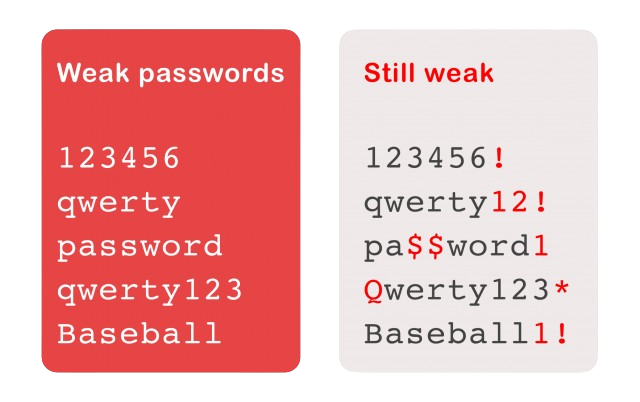 Weak passwords
123456
qwerty
password
qwerty123
Baseball
Still weak
123456!
qwerty12!
pa$$word1
Qwerty123*
Baseball1!